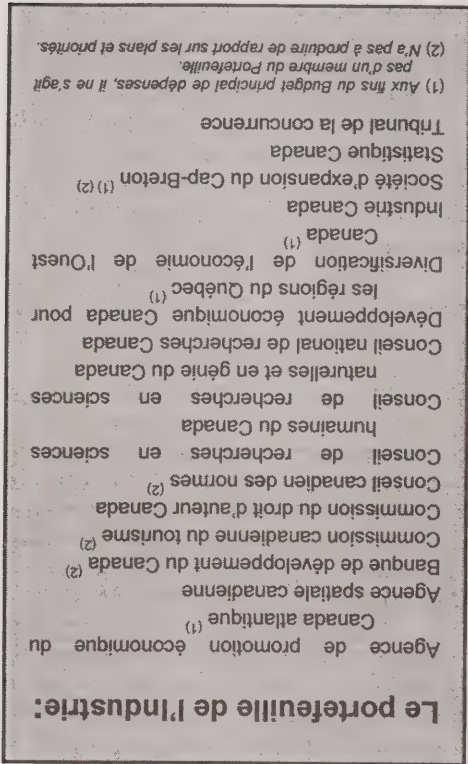 Le portefeuille de l'Industrie:
Agence de promotion économique du
Canada atlantique (1)
Agence spatiale canadienne
Banque de développement du Canada (2)
Commission canadienne du tourisme (2)
Commission du droit d'auteur Canada
Conseil canadien des normes (2)
Conseil de recherches en sciences
humaines du Canada
Conseil de recherches en sciences
naturelles et en génie du Canada
Conseil national de recherches Canada
Développement économique Canada pour
les régions du Québec (1)
Diversification de l'économie de l'Ouest
Canada (1)
Industrie Canada
Société d'expansion du Cap-Breton (1) (2)
Statistique Canada
Tribunal de la concurrence
(1) Aux fins du Budget principal de dépenses, il ne s'agit
pas d'un membre du Portefeuille.
(2) N'a pas à produire de rapport sur les plans et priorités.